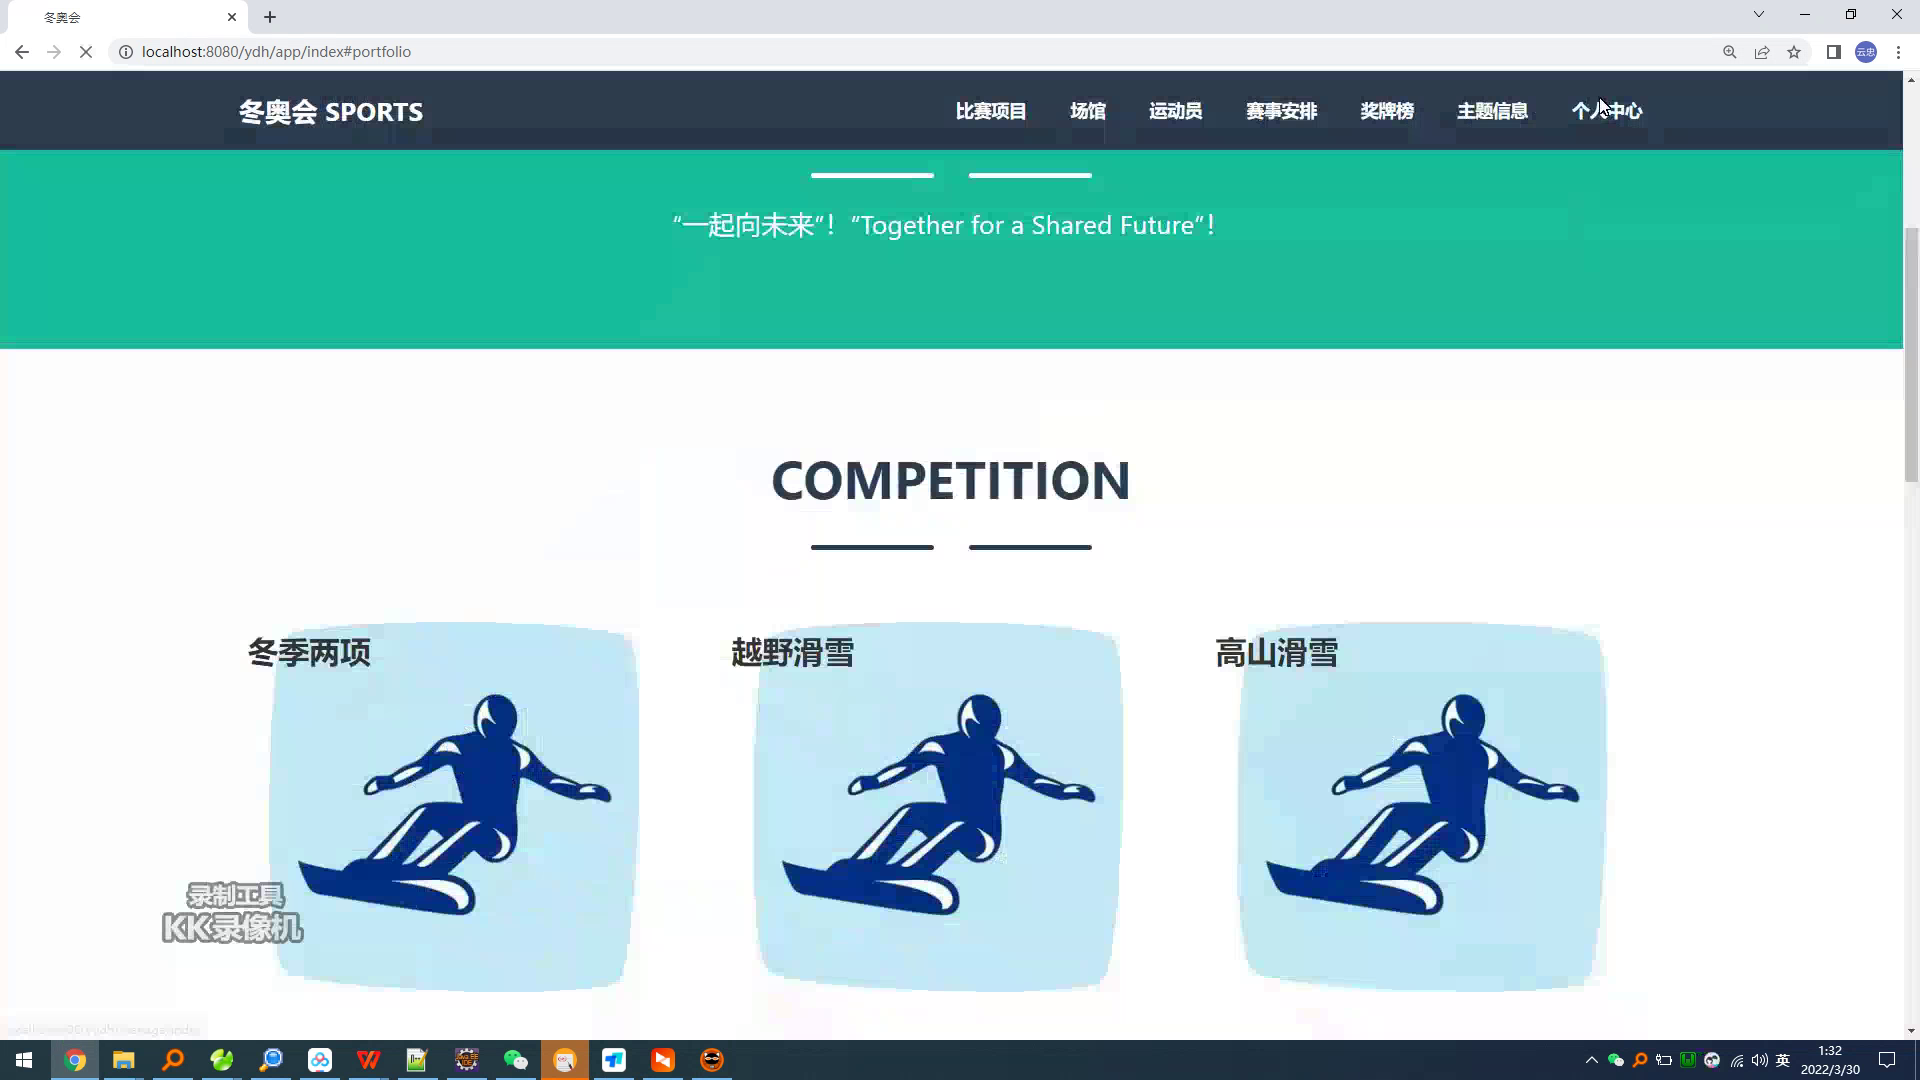 冬奥会
localhost:8080/ydh/app/index#portfolio
云忠
冬奥会 SPORTS
比赛项目 场馆 运动员 赛事安排 奖牌榜 主题信息 个人中心
“一起向未来”！“Together for a Shared Future“！
COMPETITION
冬季两项 越野滑雪 高山滑雪
录制工具
KK录像机
英
1:32
2022/3/30